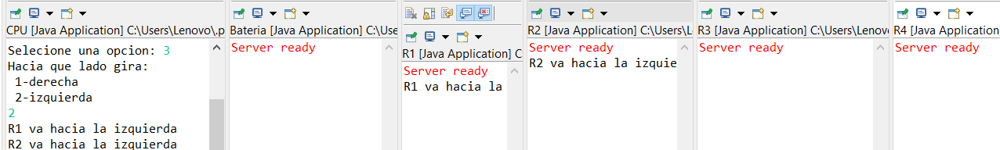 CPU [Java Application] C:\Users\Lenovo\.p
Selecione una opcion: 3
Hacia que lado gira:
1-derecha
2-izquierda
2
R1 va hacia la izquierda
R2 va hacia la izquierda
Bateria [Java Application] C:\Use
Server ready
R1 [Java Application] C:
Server ready
R1 va hacia la
R2 [Java Application] C:\Users\L
Server ready
R2 va hacia la izquie
R3 [Java Application] C:\Users\Lenov
Server ready
R4 [Java Application]
Server ready